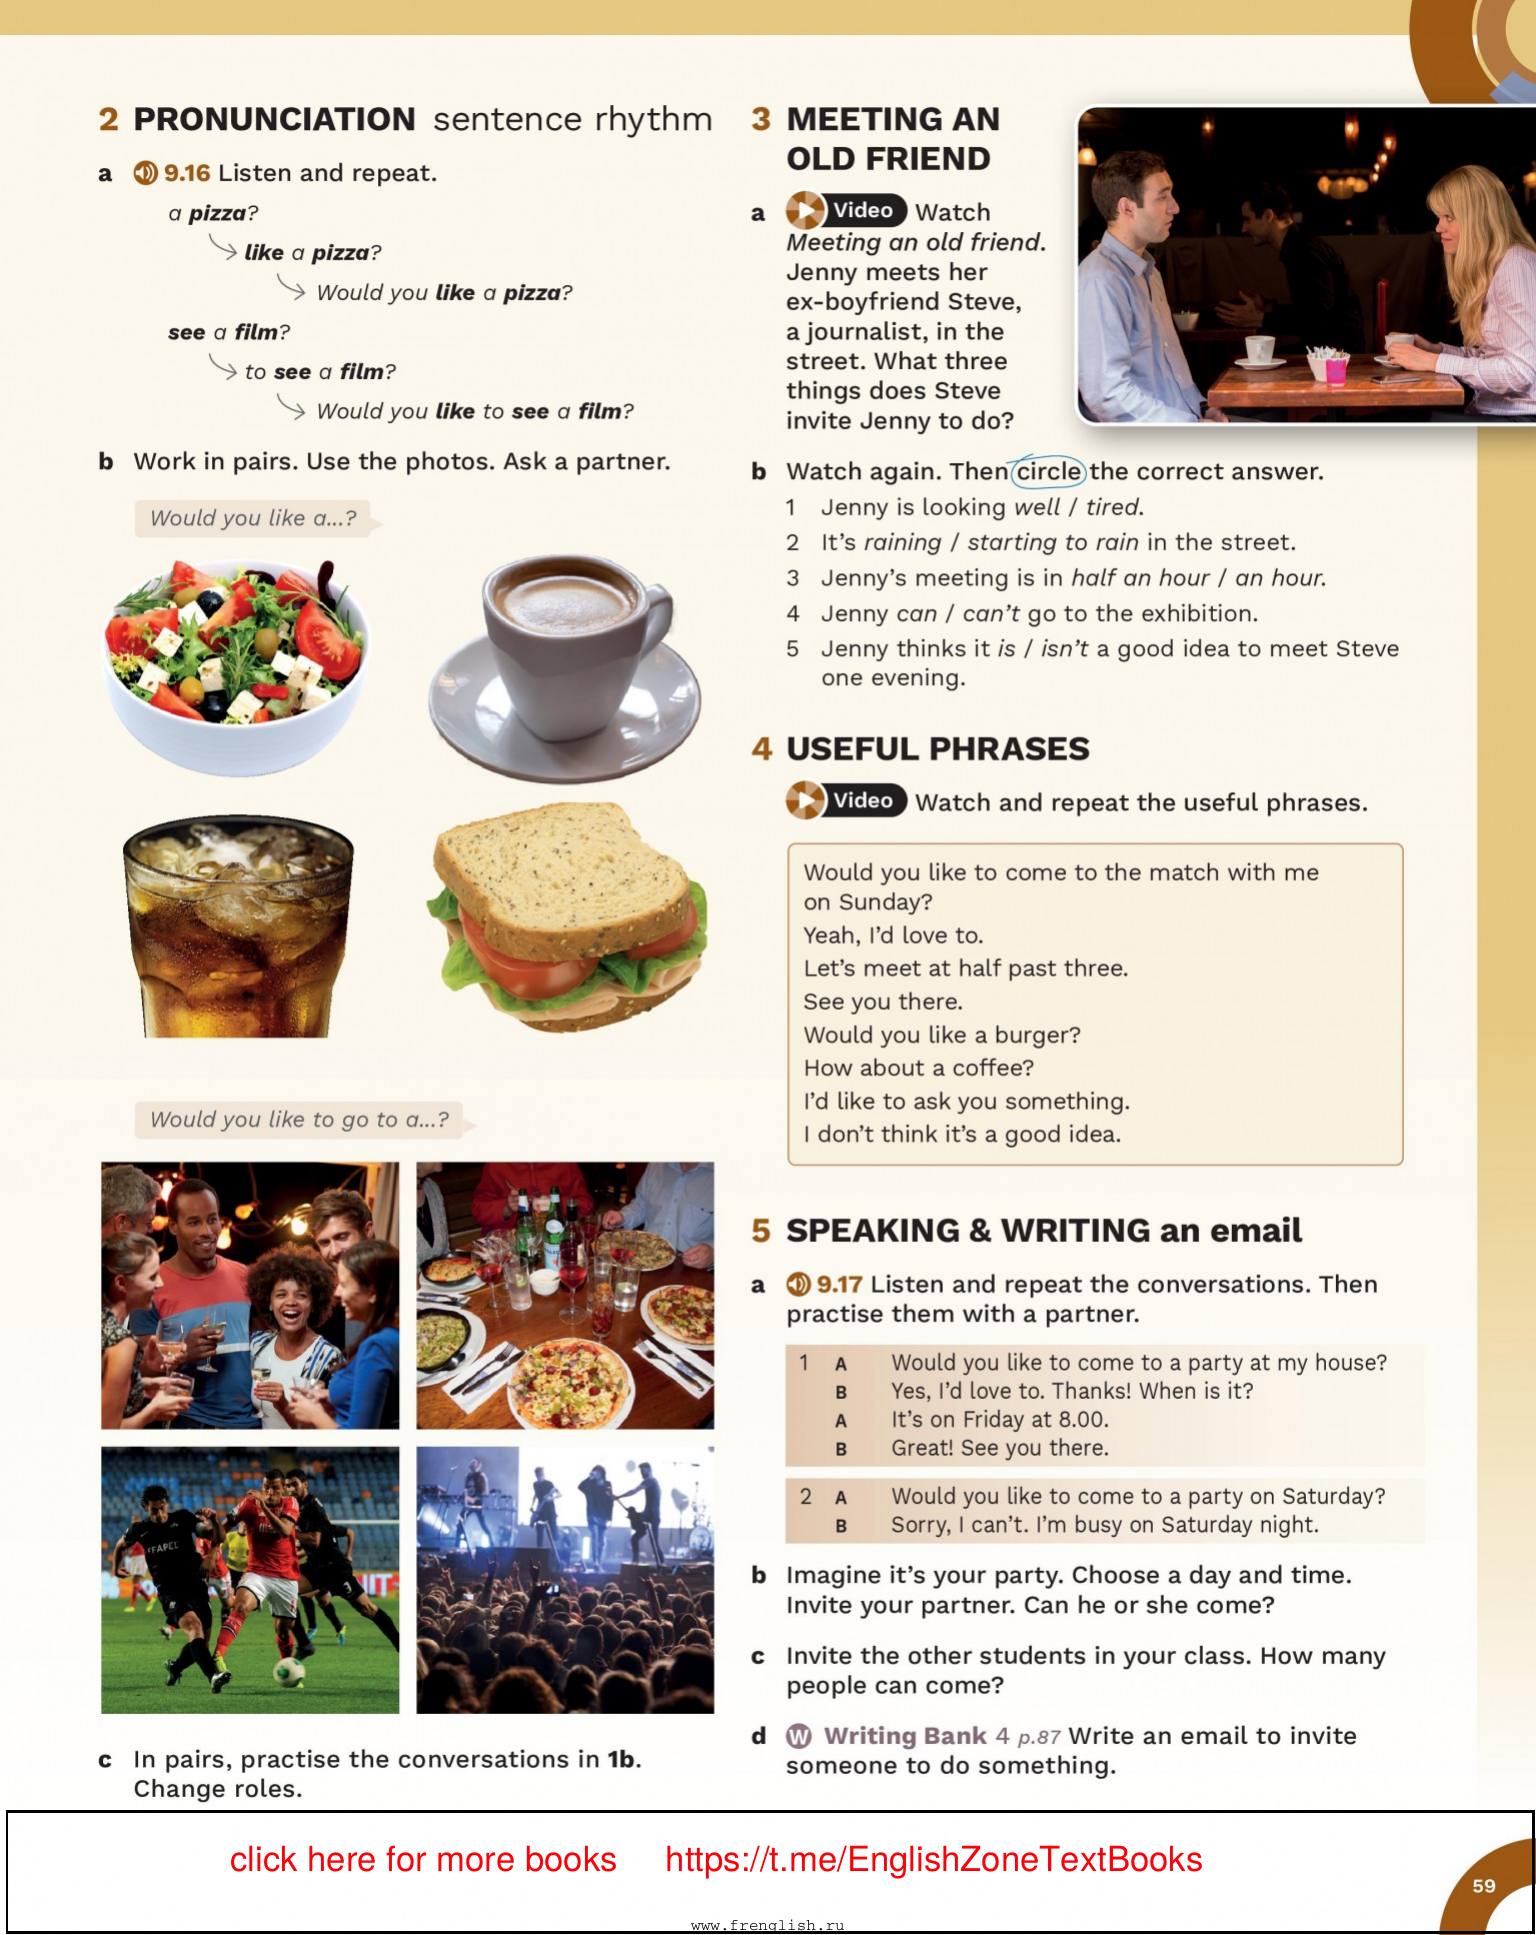 2 PRONUNCIATION sentence rhythm
a 9.16 Listen and repeat.
a pizza?
like a pizza?
Would you like a pizza?
see a film?
to see a film?
Would you like to see a film?
b Work in pairs. Use the photos. Ask a partner.
Would you like a...?
Would you like to go to a...?
FAPEL
c In pairs, practise the conversations in 1b.
Change roles.
3 MEETING AN
OLD FRIEND
a Video Watch
Meeting an old friend.
Jenny meets her
ex-boyfriend Steve,
a journalist, in the
street. What three
things does Steve
invite Jenny to do?
b Watch again. Then circle the correct answer.
1 Jenny is looking well / tired.
2 It's raining / starting to rain in the street.
3 Jenny's meeting is in half an hour / an hour.
4 Jenny can / can't go to the exhibition.
5 Jenny thinks it is / isn't a good idea to meet Steve
one evening.
4 USEFUL PHRASES
Video Watch and repeat the useful phrases.
Would you like to come to the match with me
on Sunday?
Yeah, I'd love to.
Let's meet at half past three.
See you there.
Would you like a burger?
How about a coffee?
I'd like to ask you something.
I don't think it's a good idea.
5 SPEAKING & WRITING an email
a 9.17 Listen and repeat the conversations. Then
practise them with a partner.
1 A Would you like to come to a party at my house?
B Yes, I'd love to. Thanks! When is it?
A It's on Friday at 8.00.
B Great! See you there.
2 A Would you like to come to a party on Saturday?
B Sorry, I can't. I'm busy on Saturday night.
b Imagine it's your party. Choose a day and time.
Invite your partner. Can he or she come?
c Invite the other students in your class. How many
people can come?
d W Writing Bank 4 p.87 Write an email to invite
someone to do something.
click here for more books https://t.me/EnglishZoneTextBooks
59
www.frenglish.ru